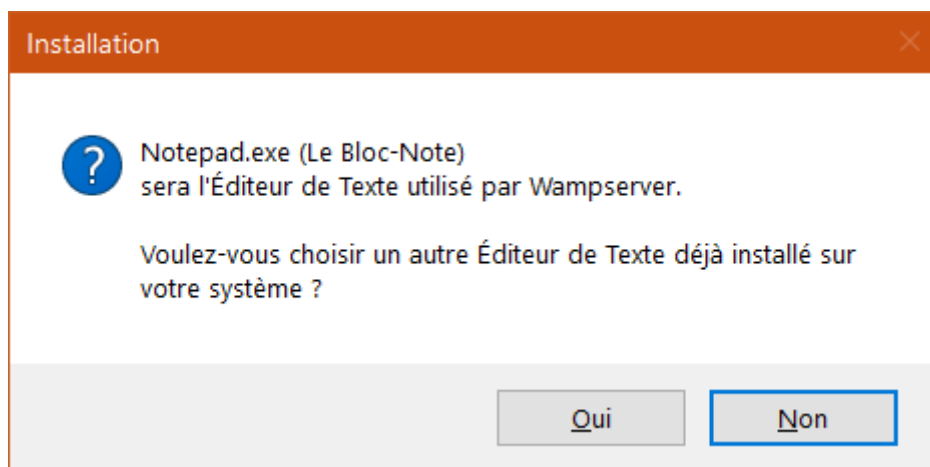 Installation
Notepad.exe (Le Bloc-Note)
sera l'Éditeur de Texte utilisé par Wampserver.
Voulez-vous choisir un autre Éditeur de Texte déjà installé sur
votre système ?
Oui
Non